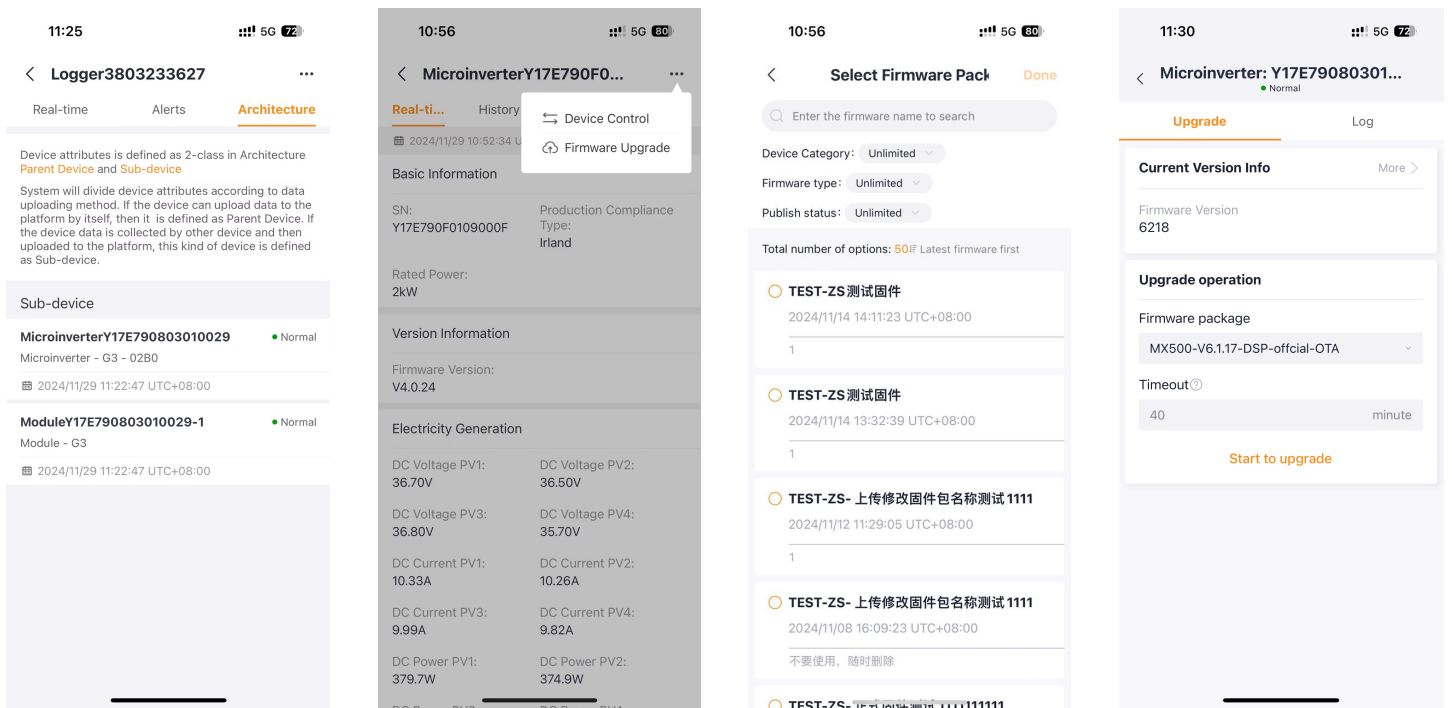 11:25
5G 72
Logger3803233627
Real-time Alerts Architecture
Device attributes is defined as 2-class in Architecture
Parent Device and Sub-device
System will divide device attributes according to data
uploading method. If the device can upload data to the
platform by itself, then it is defined as Parent Device. If
the device data is collected by other device and then
uploaded to the platform, this kind of device is defined
as Sub-device.
Sub-device
MicroinverterY17E790803010029 Normal
Microinverter - G3 - 02B0
2024/11/29 11:22:47 UTC+08:00
ModuleY17E790803010029-1 Normal
Module - G3
2024/11/29 11:22:47 UTC+08:00
10:56
5G 80
MicroinverterY17E790F0...
Real-ti... History
Device Control
Firmware Upgrade
2024/11/29 10:52:34 U
Basic Information
SN:
Y17E790F0109000F
Production Compliance
Type:
Irland
Rated Power:
2kW
Version Information
Firmware Version:
V4.0.24
Electricity Generation
DC Voltage PV1: DC Voltage PV2:
36.70V 36.50V
DC Voltage PV3: DC Voltage PV4:
36.80V 35.70V
DC Current PV1: DC Current PV2:
10.33A 10.26A
DC Current PV3: DC Current PV4:
9.99A 9.82A
DC Power PV1: DC Power PV2:
379.7W 374.9W
10:56
5G 80
Select Firmware Pack Done
Enter the firmware name to search
Device Category: Unlimited
Firmware type: Unlimited
Publish status: Unlimited
Total number of options: 50 Latest firmware first
TEST-ZS测试固件
2024/11/14 14:11:23 UTC+08:00
1
TEST-ZS测试固件
2024/11/14 13:32:39 UTC+08:00
1
TEST-ZS- 上传修改固件包名称测试1111
2024/11/12 11:29:05 UTC+08:00
1
TEST-ZS- 上传修改固件包名称测试1111
2024/11/08 16:09:23 UTC+08:00
不要使用，随时删除
TEST-ZS-
11:30
5G 72
Microinverter: Y17E79080301...
Normal
Upgrade Log
Current Version Info More
Firmware Version
6218
Upgrade operation
Firmware package
MX500-V6.1.17-DSP-offcial-OTA
Timeout
40 minute
Start to upgrade